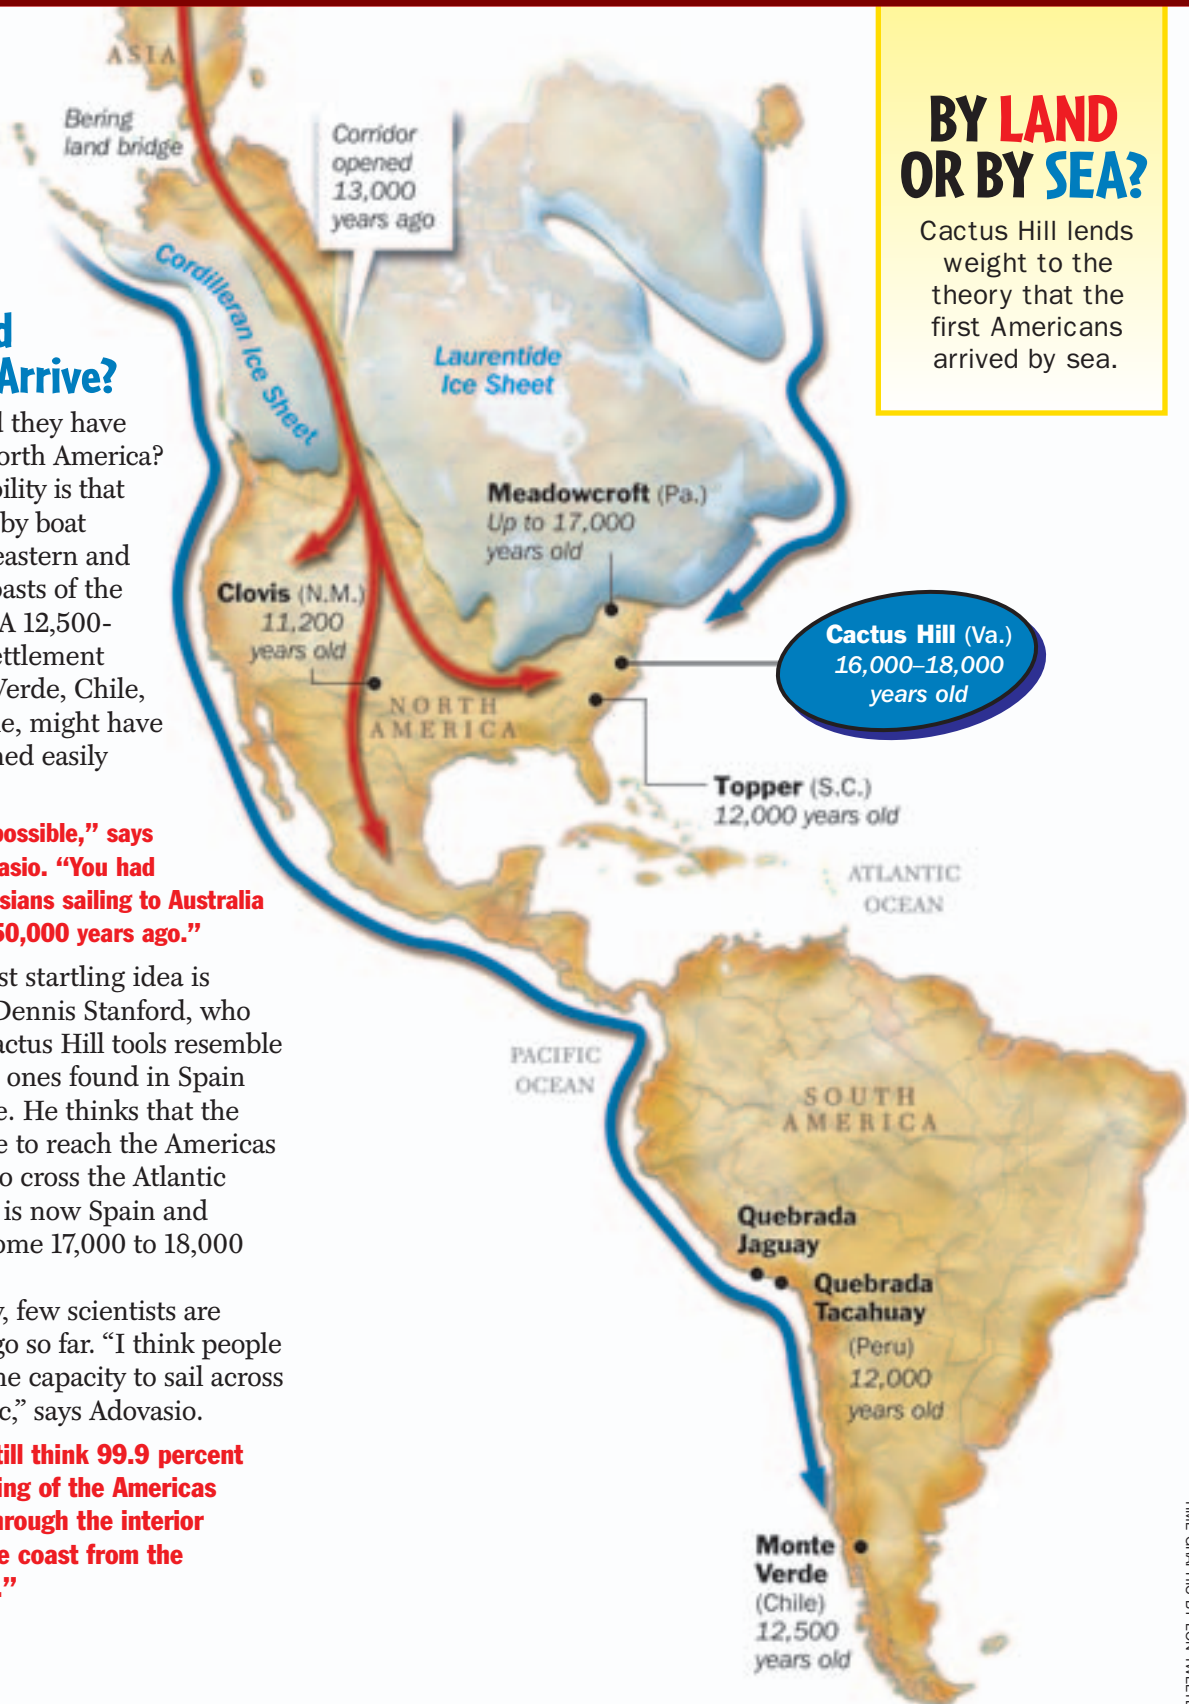 ASIA
Bering
land bridge
Corridor
opened
13,000
years ago
Cordilleran Ice Sheet
Laurentide
Ice Sheet
BY LAND
OR BY SEA?
Cactus Hill lends
weight to the
theory that the
first Americans
arrived by sea.
Meadowcroft (Pa.)
Up to 17,000
years old
Clovis (N.M.)
11,200
years old
NORTH
AMERICA
Cactus Hill (Va.)
16,000–18,000
years old
Topper (S.C.)
12,000 years old
ATLANTIC
OCEAN
PACIFIC
OCEAN
SOUTH
AMERICA
Quebrada
Jaguay
Quebrada
Tacahuay
(Peru)
12,000
years old
Monte
Verde
(Chile)
12,500
years old
Arrive?
they have
orth America?
ility is that
by boat
eastern and
oasts of the
A 12,500-
ettlement
Verde, Chile,
e, might have
ned easily
possible,” says
asio. “You had
sians sailing to Australia
50,000 years ago.”
st startling idea is
Dennis Stanford, who
actus Hill tools resemble
ones found in Spain
e. He thinks that the
e to reach the Americas
o cross the Atlantic
is now Spain and
ome 17,000 to 18,000
y, few scientists are
go so far. “I think people
he capacity to sail across
c,” says Adovasio.
till think 99.9 percent
ing of the Americas
hrough the interior
e coast from the
.”